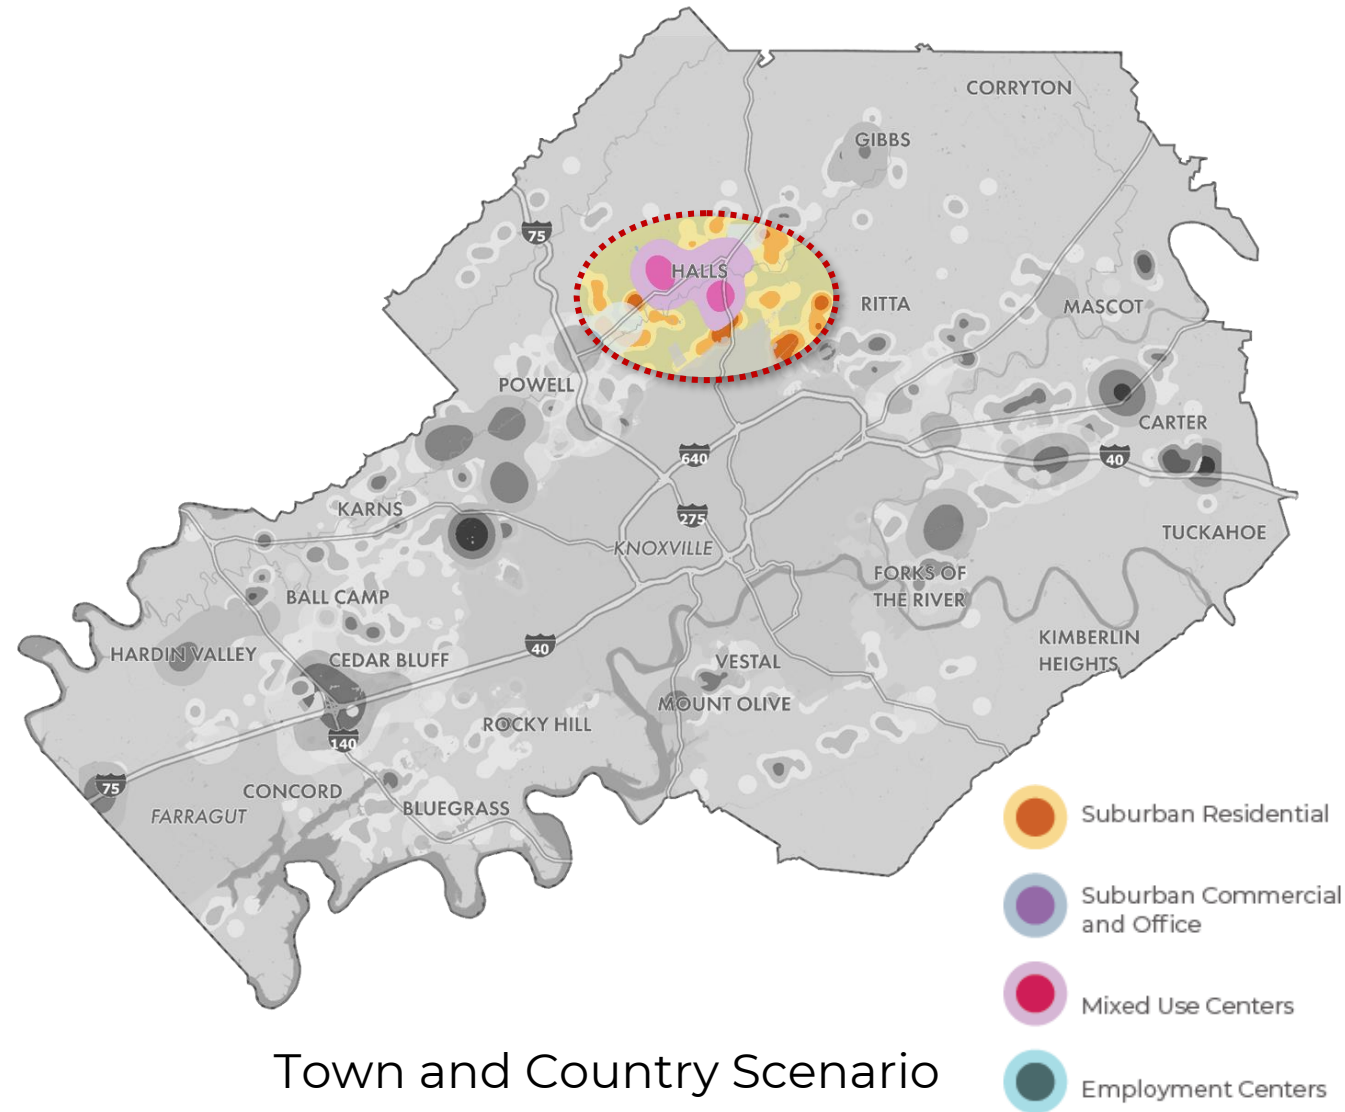 CORRYTON
GIBBS
75
HALLS
RITTA
MASCOT
POWELL
CARTER
640
40
KARNS
275
KNOXVILLE
TUCKAHOE
FORKS OF
THE RIVER
BALL CAMP
KIMBERLIN
HEIGHTS
HARDIN VALLEY
CEDAR BLUFF
40
VESTAL
MOUNT OLIVE
ROCKY HILL
140
75
CONCORD
FARRAGUT
BLUEGRASS
Suburban Residential
Suburban Commercial
and Office
Mixed Use Centers
Employment Centers
Town and Country Scenario